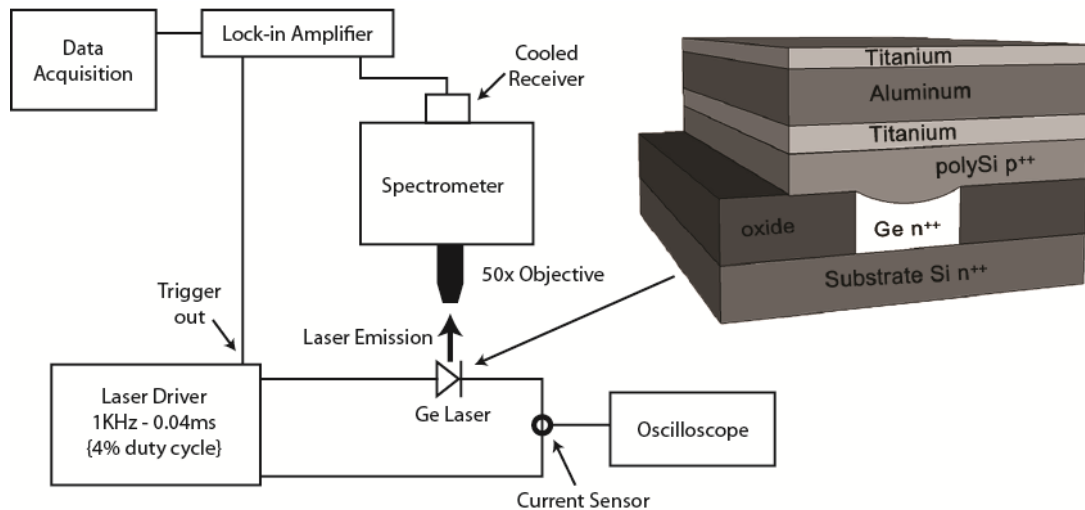 Data
Acquisition
Lock-in Amplifier
Cooled
Receiver
Spectrometer
50x Objective
Trigger
out
Laser Emission
Laser Driver
1KHz - 0.04ms
{4% duty cycle}
Ge Laser
Oscilloscope
Current Sensor
Titanium
Aluminum
Titanium
polySi p⁺⁺
oxide
Ge n⁺⁺
Substrate Si n⁺⁺